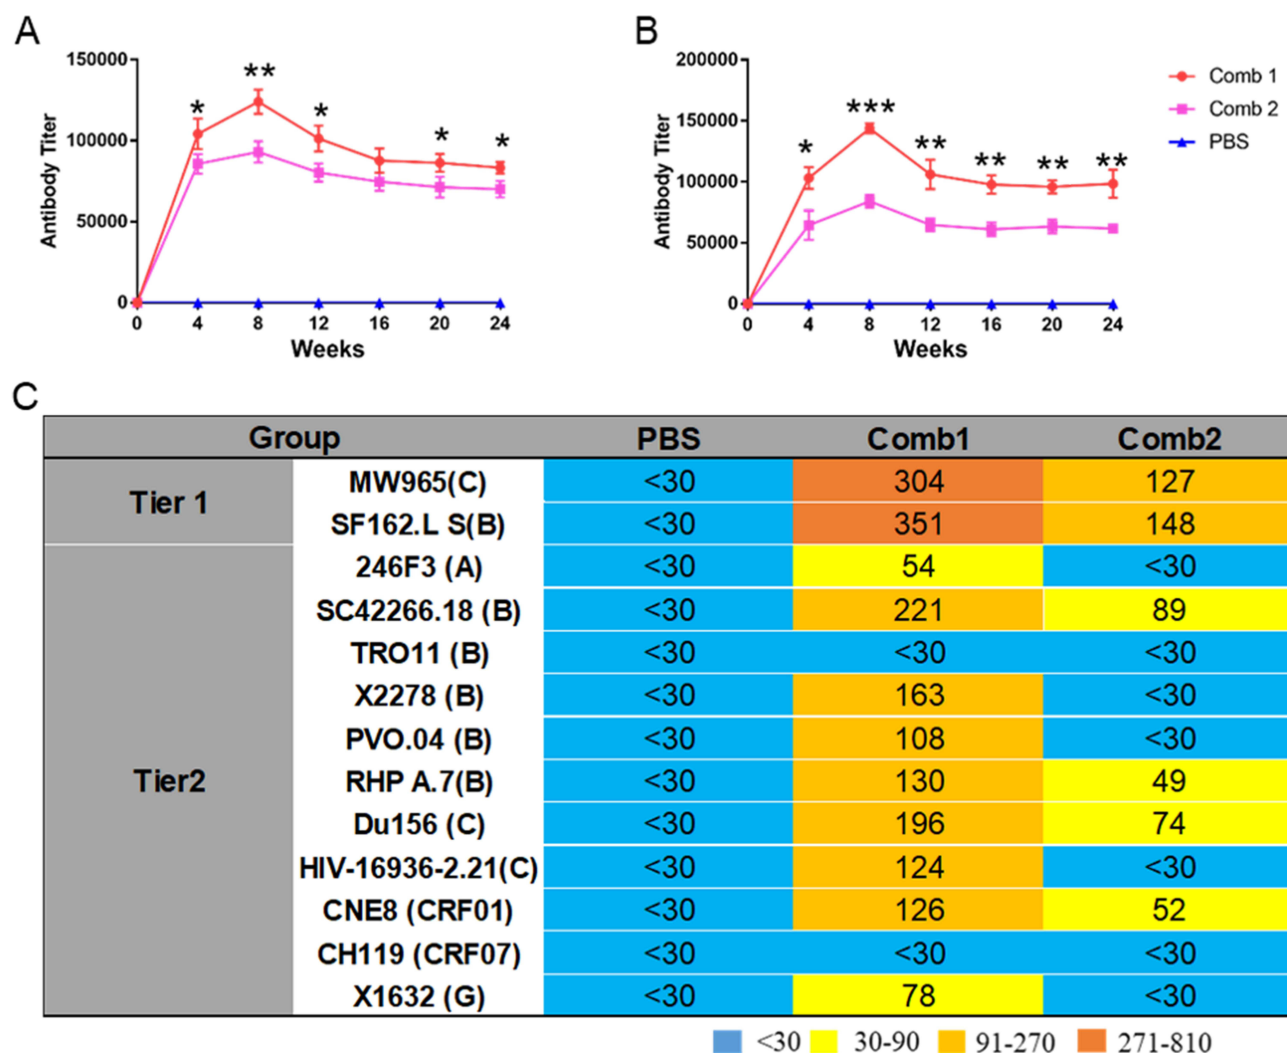 A
Antibody Titer
150000
100000
50000
0
*
**
*
*
*
0 4 8 12 16 20 24
Weeks
B
Antibody Titer
200000
150000
100000
50000
0
*
***
**
**
**
**
0 4 8 12 16 20 24
Weeks
Comb 1
Comb 2
PBS
C
Group PBS Comb1 Comb2
Tier 1
MW965(C) <30 304 127
SF162.L S(B) <30 351 148
Tier2
246F3 (A) <30 54 <30
SC42266.18 (B) <30 221 89
TRO11 (B) <30 <30 <30
X2278 (B) <30 163 <30
PVO.04 (B) <30 108 <30
RHP A.7(B) <30 130 49
Du156 (C) <30 196 74
HIV-16936-2.21(C) <30 124 <30
CNE8 (CRF01) <30 126 52
CH119 (CRF07) <30 <30 <30
X1632 (G) <30 78 <30
<30 30-90 91-270 271-810